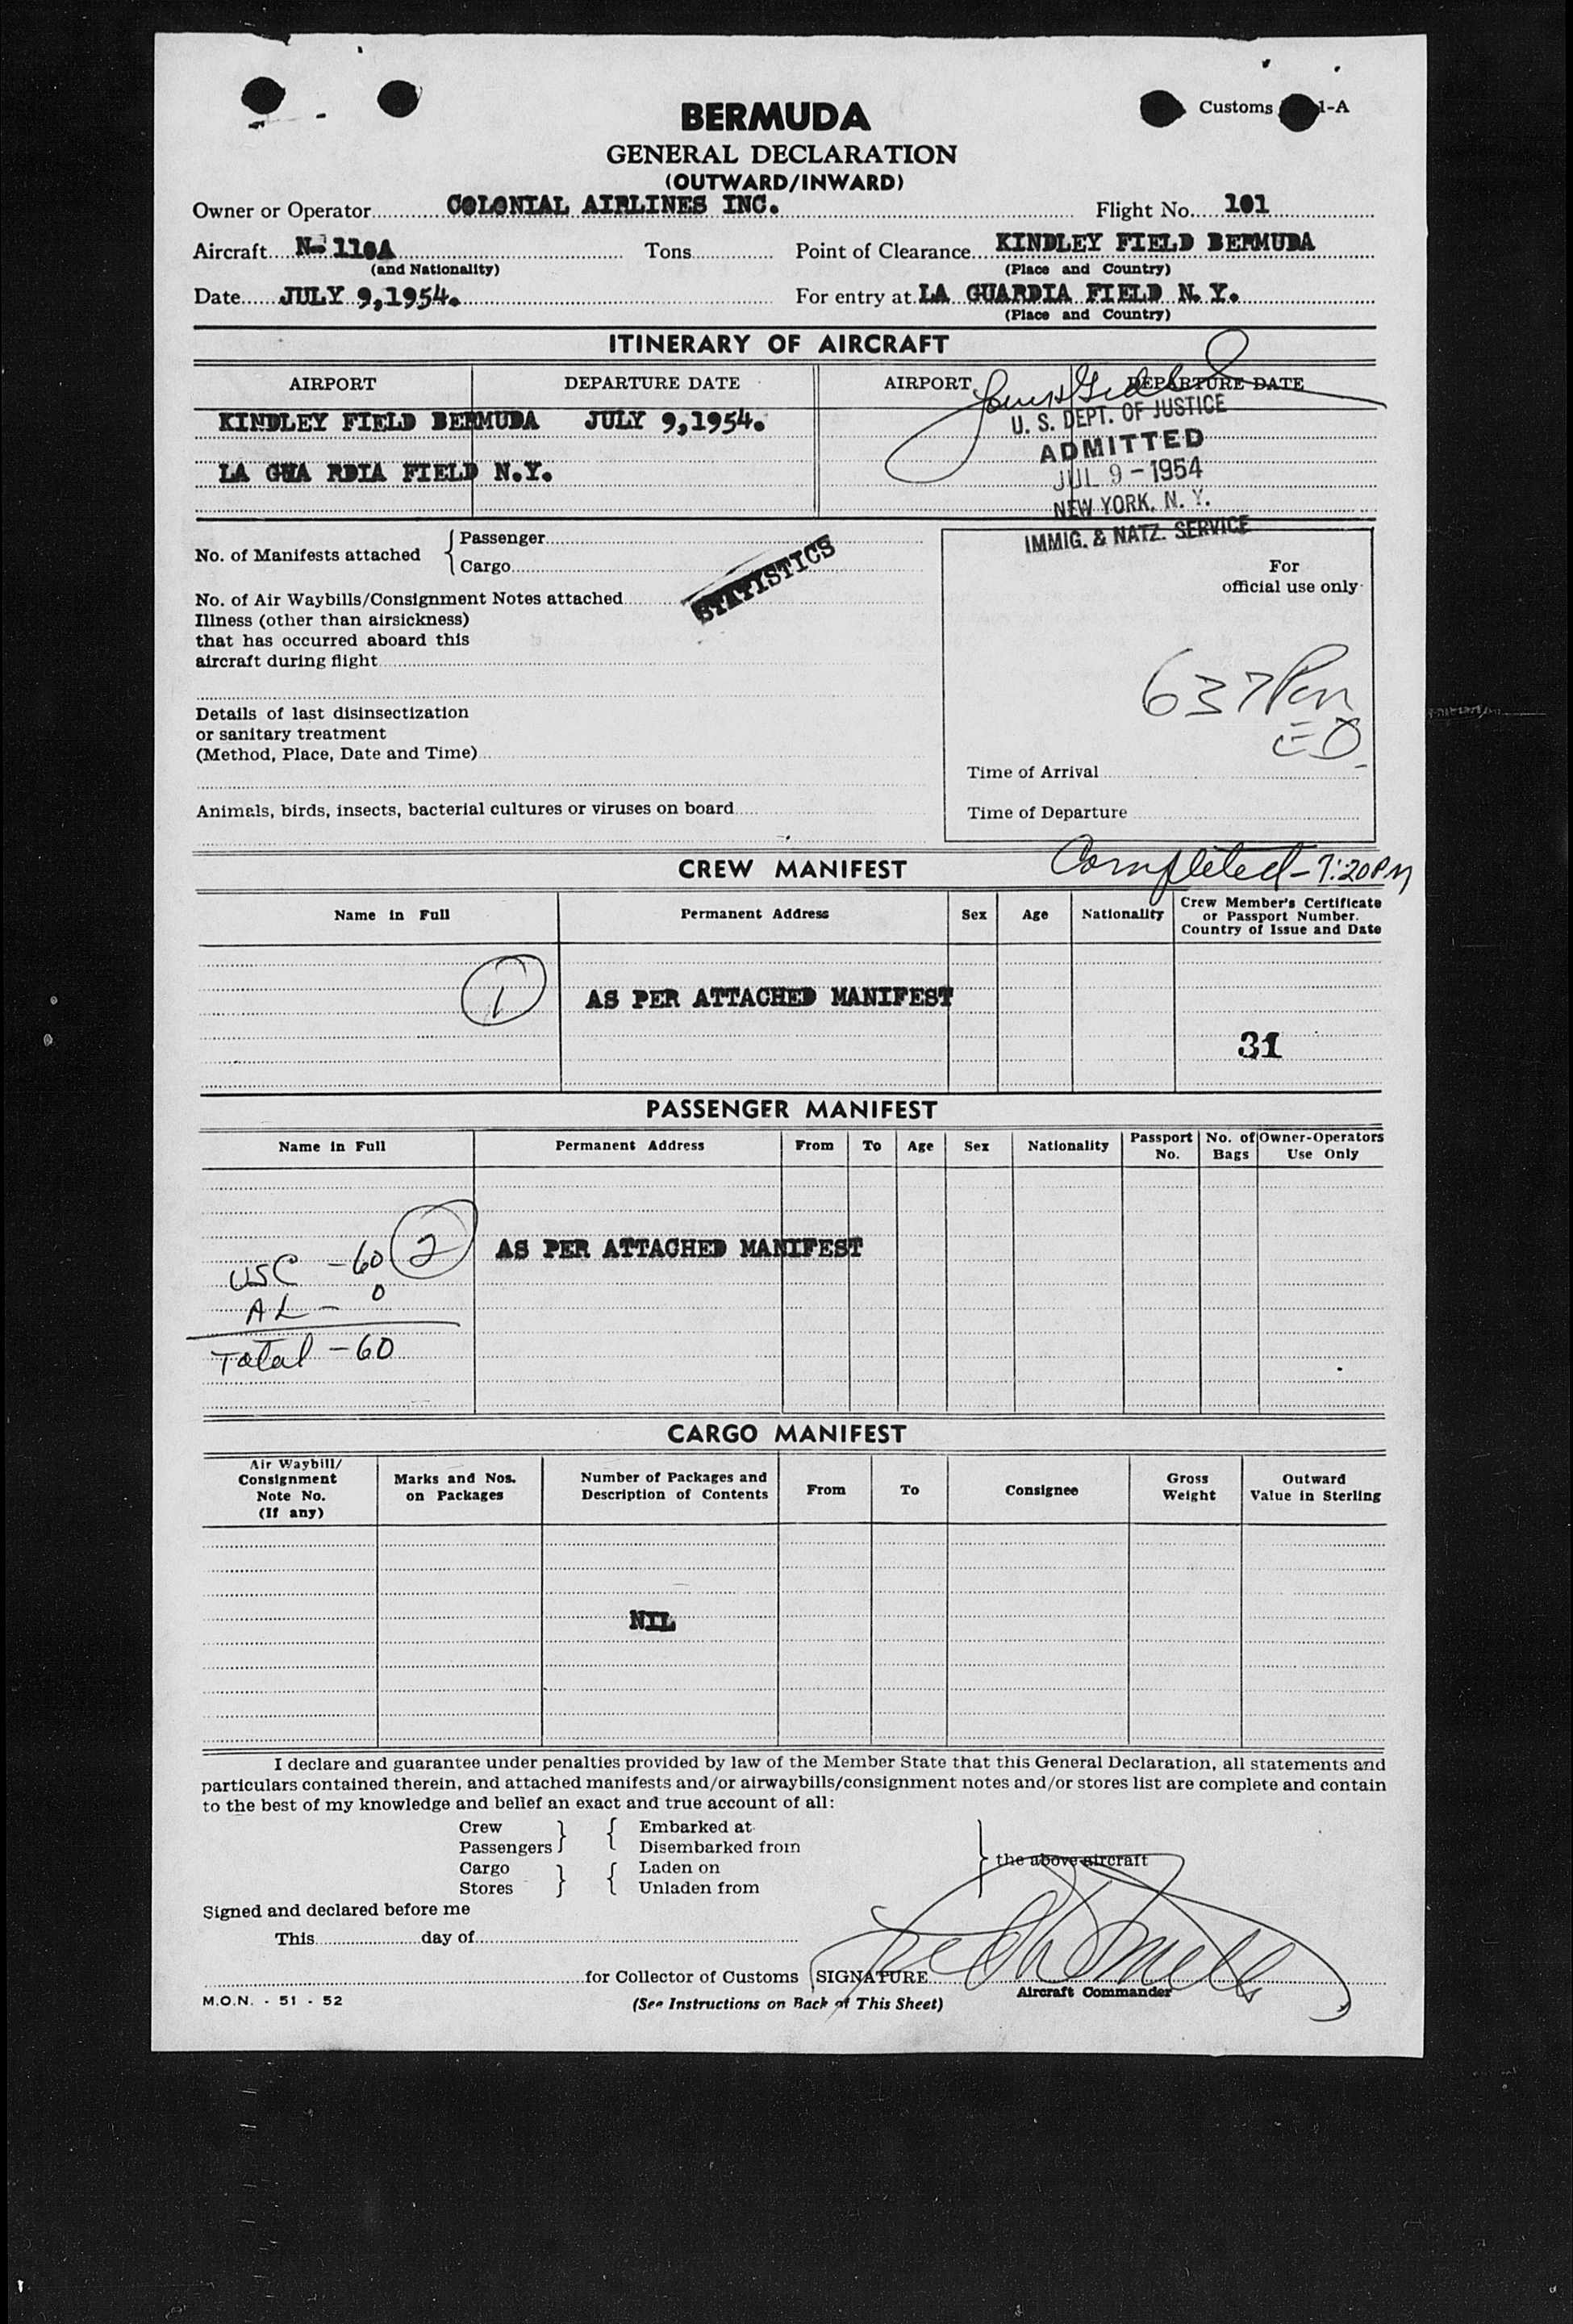 Customs 1-A
BERMUDA
GENERAL DECLARATION
(OUTWARD/INWARD)
Owner or Operator COLONIAL AIRLINES INC. Flight No. 101
Aircraft N 110A Tons Point of Clearance KINDLEY FIELD BERMUDA
(and Nationality) (Place and Country)
Date JULY 9,1954. For entry at LA GUARDIA FIELD N. Y.
(Place and Country)
ITINERARY OF AIRCRAFT
AIRPORT DEPARTURE DATE AIRPORT DEPARTURE DATE
KINDLEY FIELD BERMUDA JULY 9,1954.
LA GUA RDIA FIELD N.Y.
U. S. DEPT. OF JUSTICE
ADMITTED
JUL 9 - 1954
NEW YORK, N. Y.
IMMIG. & NATZ. SERVICE
No. of Manifests attached { Passenger
Cargo
STATISTICS
No. of Air Waybills/Consignment Notes attached
Illness (other than airsickness)
that has occurred aboard this
aircraft during flight
Details of last disinsectization
or sanitary treatment
(Method, Place, Date and Time)
Animals, birds, insects, bacterial cultures or viruses on board
For
official use only
637 Pm
Time of Arrival
Time of Departure
Completed - 7:20 PM
CREW MANIFEST
Name in Full Permanent Address Sex Age Nationality Crew Member's Certificate
or Passport Number.
Country of Issue and Date
1 AS PER ATTACHED MANIFEST
31
PASSENGER MANIFEST
Name in Full Permanent Address From To Age Sex Nationality Passport No. No. of Bags Owner-Operators Use Only
2 AS PER ATTACHED MANIFEST
USC - 60
AL - 0
Total - 60
CARGO MANIFEST
Air Waybill/
Consignment
Note No.
(If any)
Marks and Nos.
on Packages
Number of Packages and
Description of Contents
From To Consignee
Gross
Weight
Outward
Value in Sterling
NIL
I declare and guarantee under penalties provided by law of the Member State that this General Declaration, all statements and
particulars contained therein, and attached manifests and/or airwaybills/consignment notes and/or stores list are complete and contain
to the best of my knowledge and belief an exact and true account of all:
Crew } { Embarked at
Passengers Disembarked from
} the above aircraft
Cargo } { Laden on
Stores Unladen from
Signed and declared before me
This day of
for Collector of Customs SIGNATURE
Aircraft Commander
M.O.N. - 51 - 52 (See Instructions on Back of This Sheet)